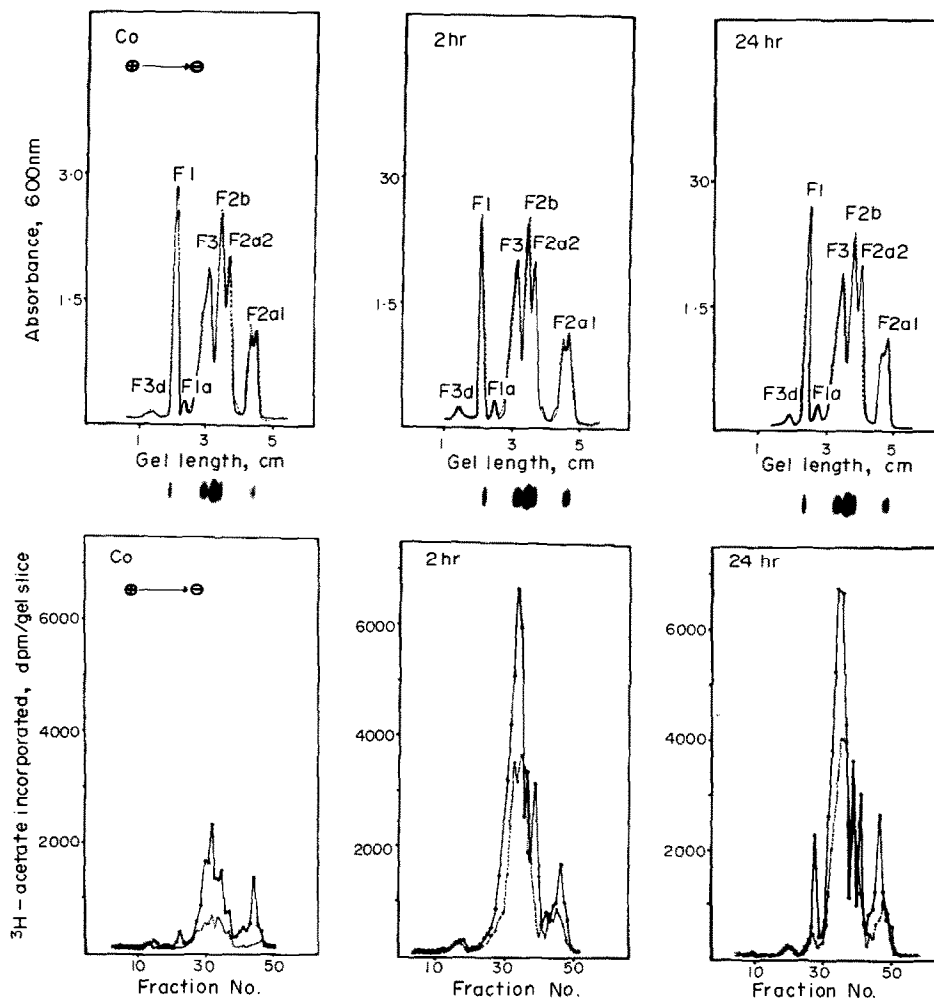 Co
⊕ → ⊖
Absorbance, 600nm
3.0
1.5
F3d
F1
F1a
F3
F2b
F2a2
F2a1
1
3
5
Gel length, cm
2hr
30
1.5
F3d
F1
F1a
F3
F2b
F2a2
F2a1
1
3
5
Gel length, cm
24 hr
30
1.5
F3d
F1
F1a
F3
F2b
F2a2
F2a1
1
3
5
Gel length, cm
Co
⊕ → ⊖
³H-acetate incorporated, dpm/gel slice
6000
4000
2000
10
30
50
Fraction No.
2hr
6000
4000
2000
10
30
50
Fraction No.
24 hr
6000
4000
2000
10
30
50
Fraction No.